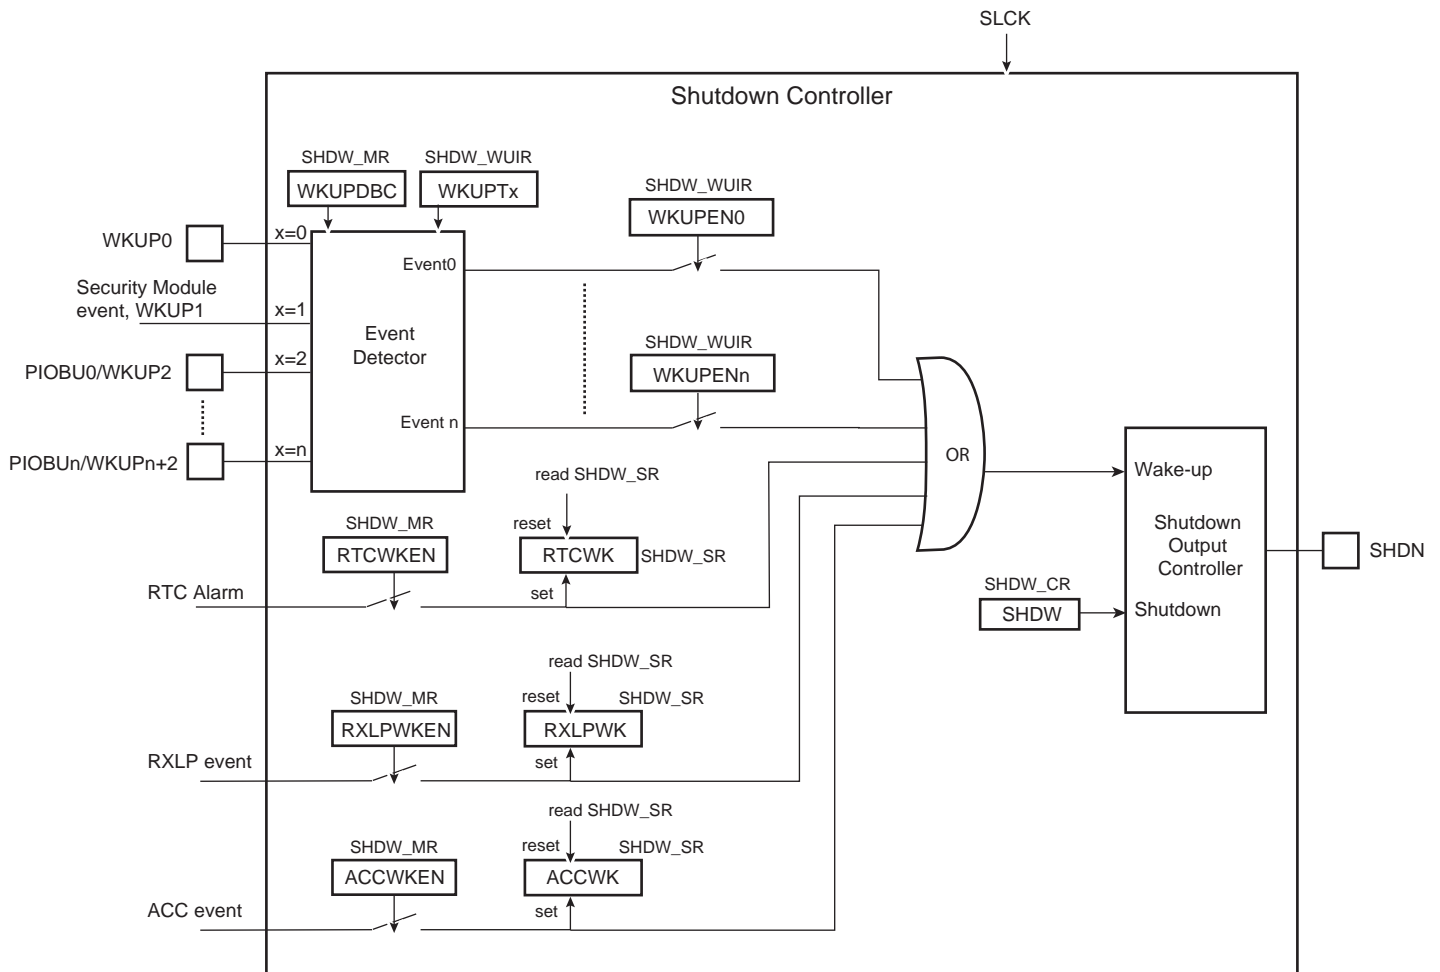 SLCK
Shutdown Controller
SHDW_MR
SHDW_WUIR
WKUPDBC
WKUPTx
SHDW_WUIR
WKUPEN0
WKUP0
x=0
Event0
Security Module
event, WKUP1
x=1
Event
Detector
SHDW_WUIR
WKUPENn
PIOBU0/WKUP2
x=2
Event n
PIOBUn/WKUPn+2
x=n
OR
Wake-up
Shutdown
Output
Controller
SHDN
read SHDW_SR
SHDW_MR
reset
RTCWKEN
RTCWK
SHDW_SR
RTC Alarm
set
SHDW_CR
SHDW
Shutdown
read SHDW_SR
SHDW_MR
reset
SHDW_SR
RXLPWKEN
RXLPWK
RXLP event
set
read SHDW_SR
SHDW_MR
reset
SHDW_SR
ACCWKEN
ACCWK
ACC event
set